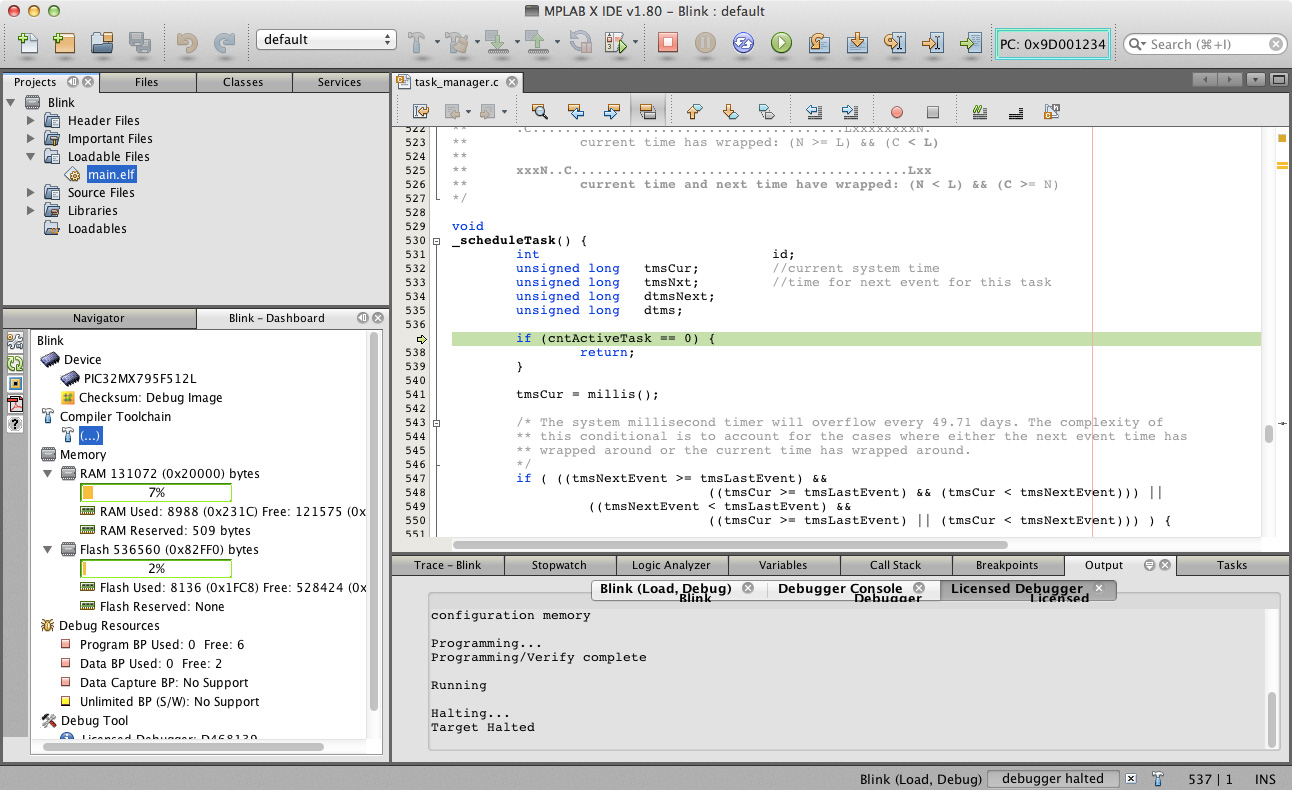 MPLAB X IDE v1.80 - Blink : default
default
PC: 0x9D001234
Search (⌘+I)
Projects
Files
Classes
Services
Blink
Header Files
Important Files
Loadable Files
main.elf
Source Files
Libraries
Loadables
Navigator
Blink - Dashboard
Blink
Device
PIC32MX795F512L
Checksum: Debug Image
Compiler Toolchain
(...)
Memory
RAM 131072 (0x20000) bytes
7%
RAM Used: 8988 (0x231C) Free: 121575 (0x
RAM Reserved: 509 bytes
Flash 536560 (0x82FF0) bytes
2%
Flash Used: 8136 (0x1FC8) Free: 528424 (0x
Flash Reserved: None
Debug Resources
Program BP Used: 0 Free: 6
Data BP Used: 0 Free: 2
Data Capture BP: No Support
Unlimited BP (S/W): No Support
Debug Tool
Licensed Debugger: D468139
task_manager.c
522 **
523 ** current time has wrapped: (N >= L) && (C < L)
524 **
525 ** xxxN..C..........................................Lxx
526 ** current time and next time have wrapped: (N < L) && (C >= N)
527 */
528
529 void
530 _scheduleTask() {
531 int id;
532 unsigned long tmsCur; //current system time
533 unsigned long tmsNxt; //time for next event for this task
534 unsigned long dtmsNext;
535 unsigned long dtms;
536
if (cntActiveTask == 0) {
538 return;
539 }
540
541 tmsCur = millis();
542
543 /* The system millisecond timer will overflow every 49.71 days. The complexity of
544 ** this conditional is to account for the cases where either the next event time has
545 ** wrapped around or the current time has wrapped around.
546 */
547 if ( ((tmsNextEvent >= tmsLastEvent) &&
548 ((tmsCur >= tmsLastEvent) && (tmsCur < tmsNextEvent))) ||
549 ((tmsNextEvent < tmsLastEvent) &&
550 ((tmsCur >= tmsLastEvent) || (tmsCur < tmsNextEvent))) ) {
551
Trace - Blink
Stopwatch
Logic Analyzer
Variables
Call Stack
Breakpoints
Output
Tasks
Blink (Load, Debug)
Debugger Console
Licensed Debugger
Blink
Debugger
Licensed
configuration memory
Programming...
Programming/Verify complete
Running
Halting...
Target Halted
Blink (Load, Debug)
debugger halted
537 | 1
INS